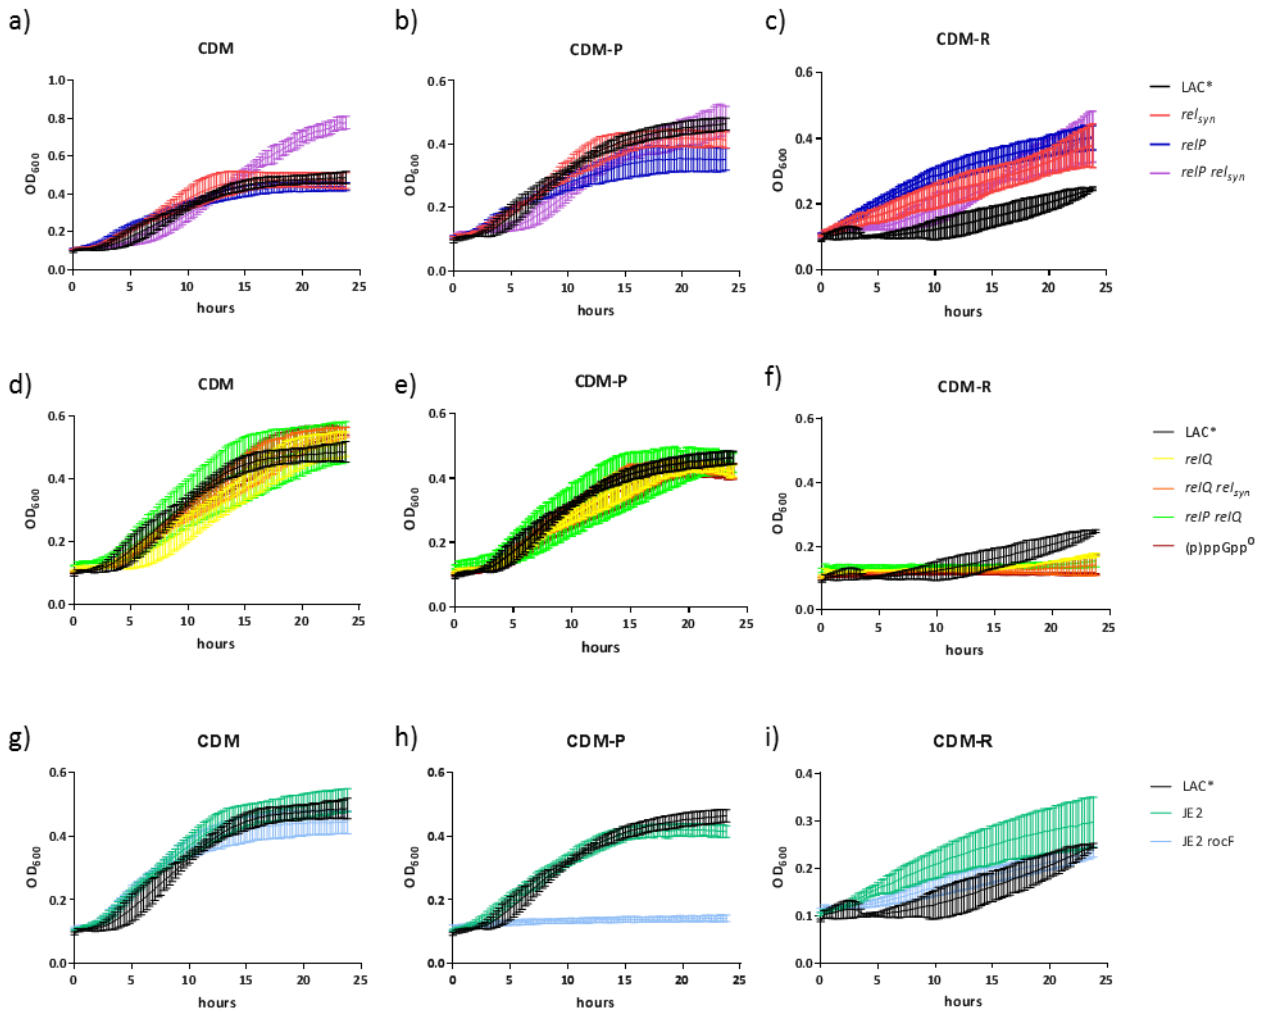 a)
CDM
1.0
0.8
0.6
0.4
0.2
0.0
OD600
0 5 10 15 20 25
hours
b)
CDM-P
0.6
0.4
0.2
0.0
OD600
0 5 10 15 20 25
hours
c)
CDM-R
0.6
0.4
0.2
0.0
OD600
0 5 10 15 20 25
hours
LAC*
relsyn
relP
relP relsyn
d)
CDM
0.6
0.4
0.2
0.0
OD600
0 5 10 15 20 25
hours
e)
CDM-P
0.6
0.4
0.2
0.0
OD600
0 5 10 15 20 25
hours
f)
CDM-R
0.6
0.4
0.2
0.0
OD600
0 5 10 15 20 25
hours
LAC*
relQ
relQ relsyn
relP relQ
(p)ppGpp0
g)
CDM
0.6
0.4
0.2
0.0
OD600
0 5 10 15 20 25
hours
h)
CDM-P
0.6
0.4
0.2
0.0
OD600
0 5 10 15 20 25
hours
i)
CDM-R
0.4
0.3
0.2
0.1
0.0
OD600
0 5 10 15 20 25
hours
LAC*
JE2
JE2 rocF